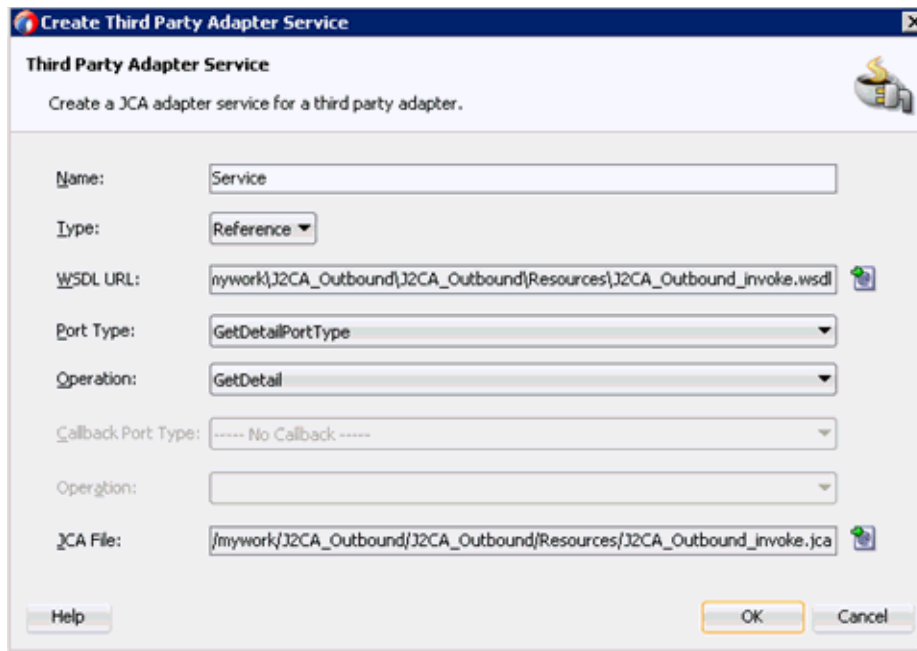 Create Third Party Adapter Service
Third Party Adapter Service
Create a JCA adapter service for a third party adapter.
Name: Service
Type: Reference
WSDL URL: nywork\J2CA_Outbound\J2CA_Outbound\Resources\J2CA_Outbound_invoke.wsdl
Port Type: GetDetailPortType
Operation: GetDetail
Callback Port Type: ----- No Callback -----
Operation:
JCA File: /mywork/J2CA_Outbound/J2CA_Outbound/Resources/J2CA_Outbound_invoke.jca
Help OK Cancel